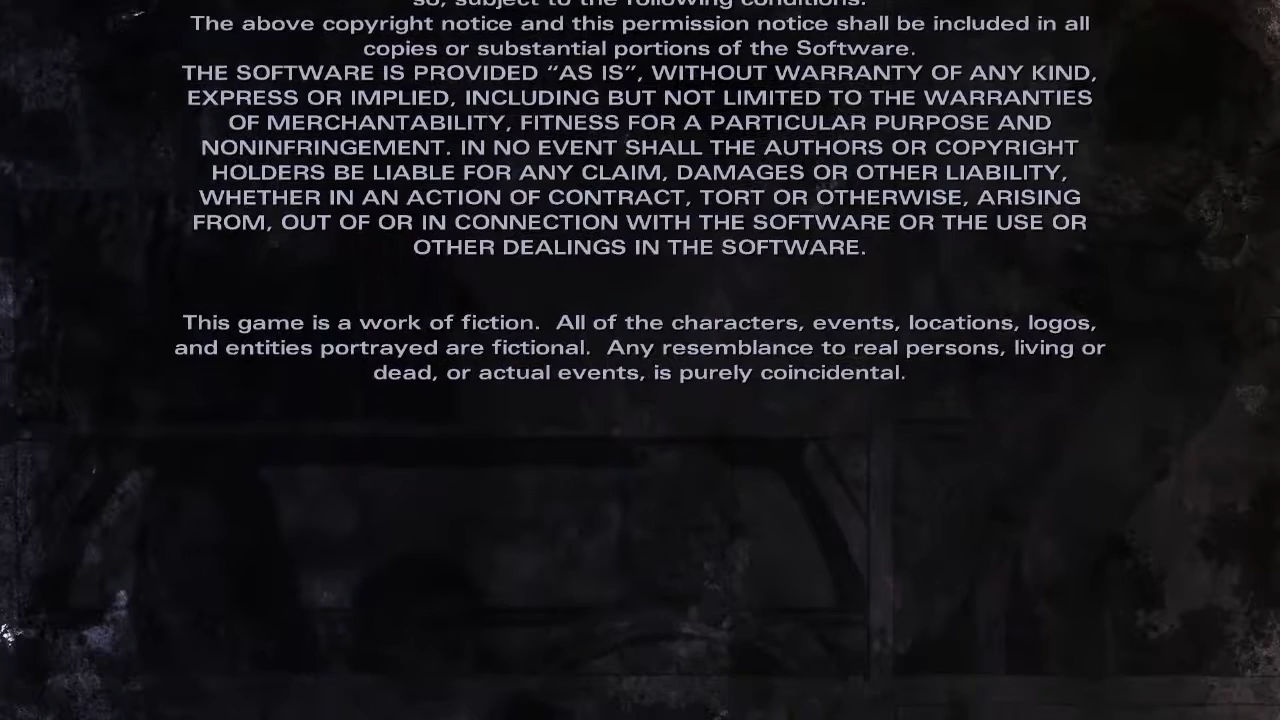 so, subject to the following conditions:
The above copyright notice and this permission notice shall be included in all
copies or substantial portions of the Software.
THE SOFTWARE IS PROVIDED “AS IS”, WITHOUT WARRANTY OF ANY KIND,
EXPRESS OR IMPLIED, INCLUDING BUT NOT LIMITED TO THE WARRANTIES
OF MERCHANTABILITY, FITNESS FOR A PARTICULAR PURPOSE AND
NONINFRINGEMENT. IN NO EVENT SHALL THE AUTHORS OR COPYRIGHT
HOLDERS BE LIABLE FOR ANY CLAIM, DAMAGES OR OTHER LIABILITY,
WHETHER IN AN ACTION OF CONTRACT, TORT OR OTHERWISE, ARISING
FROM, OUT OF OR IN CONNECTION WITH THE SOFTWARE OR THE USE OR
OTHER DEALINGS IN THE SOFTWARE.
This game is a work of fiction.  All of the characters, events, locations, logos,
and entities portrayed are fictional.  Any resemblance to real persons, living or
dead, or actual events, is purely coincidental.